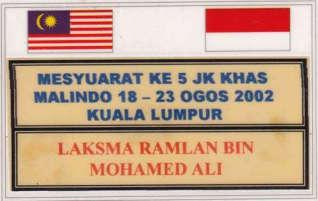 MESYUARAT KE 5 JK KHAS
MALINDO 18 – 23 OGOS 2002
KUALA LUMPUR
LAKSMA RAMLAN BIN
MOHAMED ALI